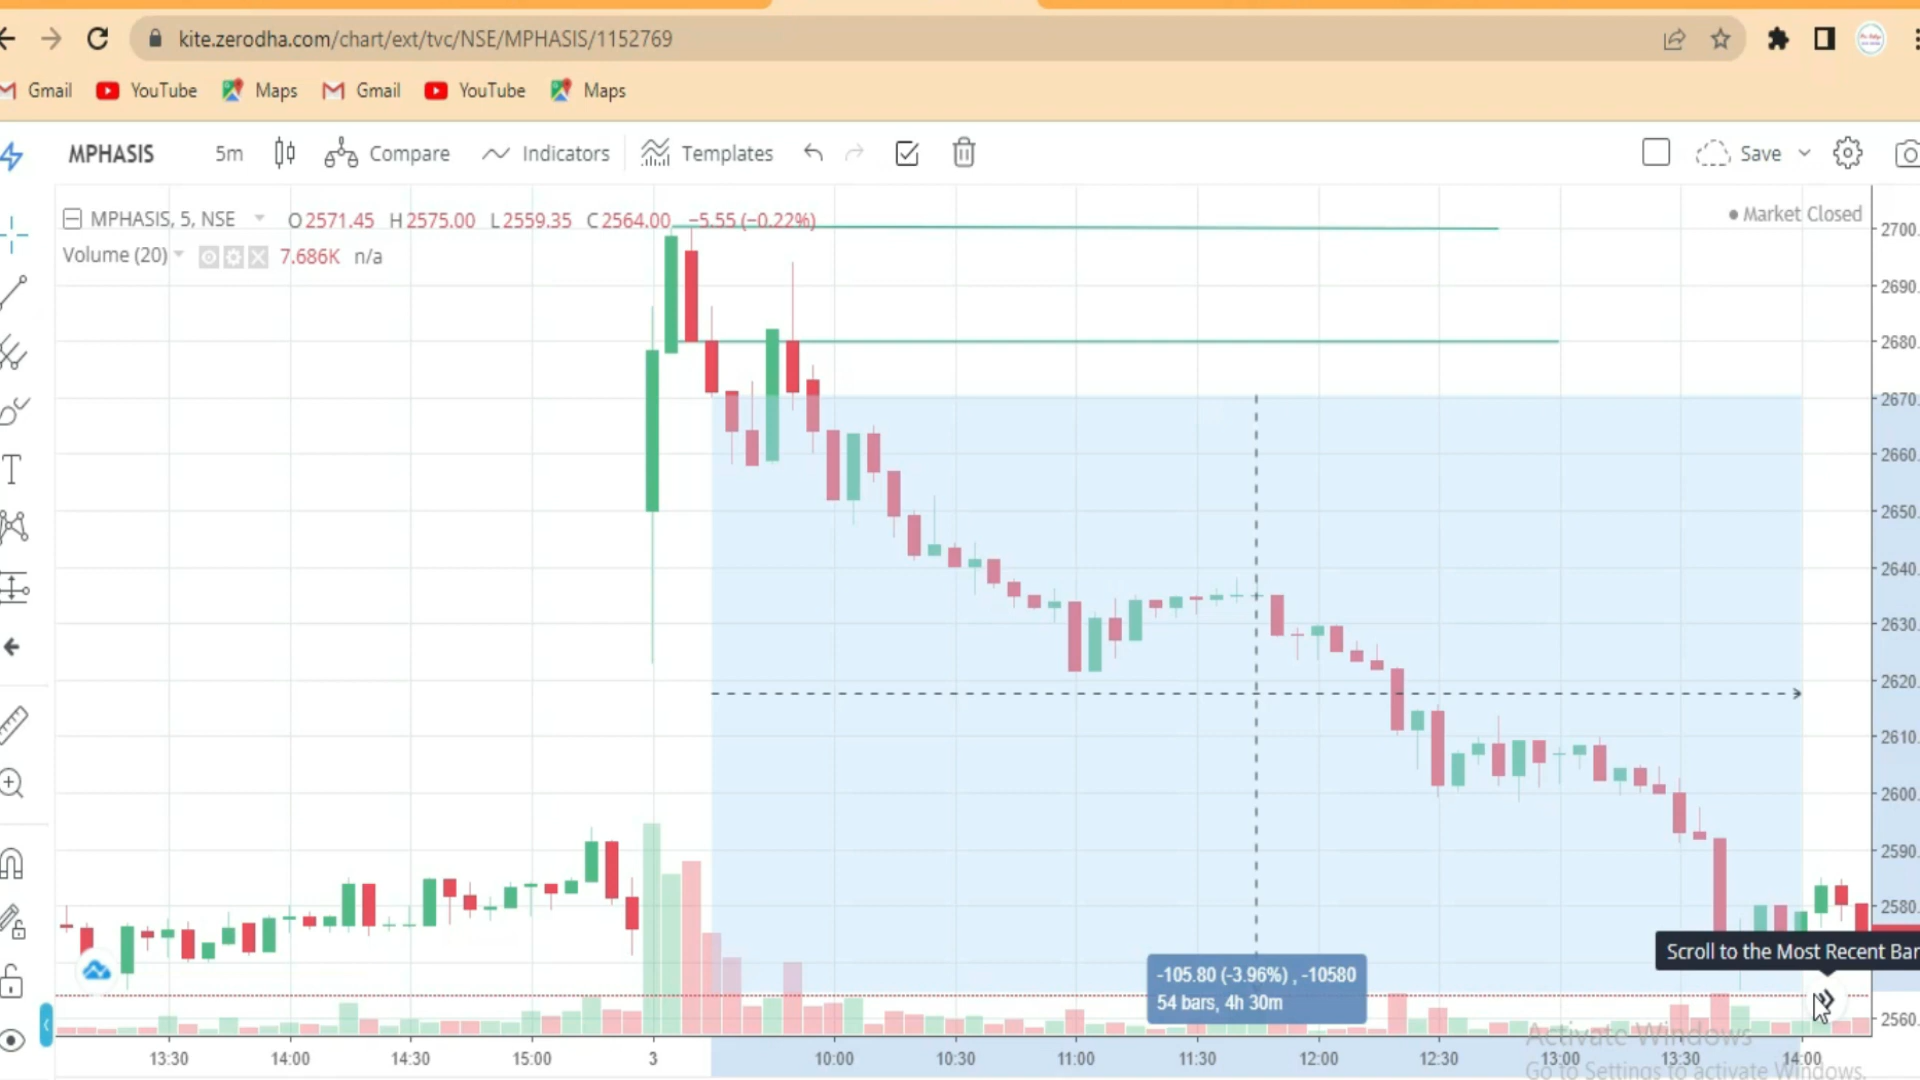 kite.zerodha.com/chart/ext/tvc/NSE/MPHASIS/1152769
Gmail YouTube Maps Gmail YouTube Maps
MPHASIS 5m Compare Indicators Templates Save
MPHASIS, 5, NSE O2571.45 H2575.00 L2559.35 C2564.00 −5.55 (−0.22%)
Market Closed
Volume (20) 7.686K n/a
2700.
2690.
2680.
2670.
2660.
2650.
2640.
2630.
2620.
2610.
2600.
2590.
2580.
Scroll to the Most Recent Bar
-105.80 (-3.96%) , -10580
54 bars, 4h 30m
2560.
Activate Windows
13:30 14:00 14:30 15:00 3 10:00 10:30 11:00 11:30 12:00 12:30 13:00 13:30 14:00
Go to Settings to activate Windows.